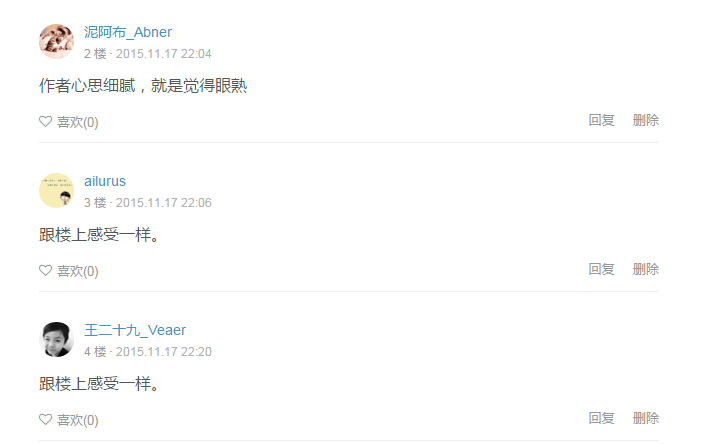 泥阿布_Abner
2 楼 · 2015.11.17 22:04
作者心思细腻，就是觉得眼熟
喜欢(0) 回复 删除
ailurus
3 楼 · 2015.11.17 22:06
跟楼上感受一样。
喜欢(0) 回复 删除
王二十九_Veaer
4 楼 · 2015.11.17 22:20
跟楼上感受一样。
喜欢(0) 回复 删除